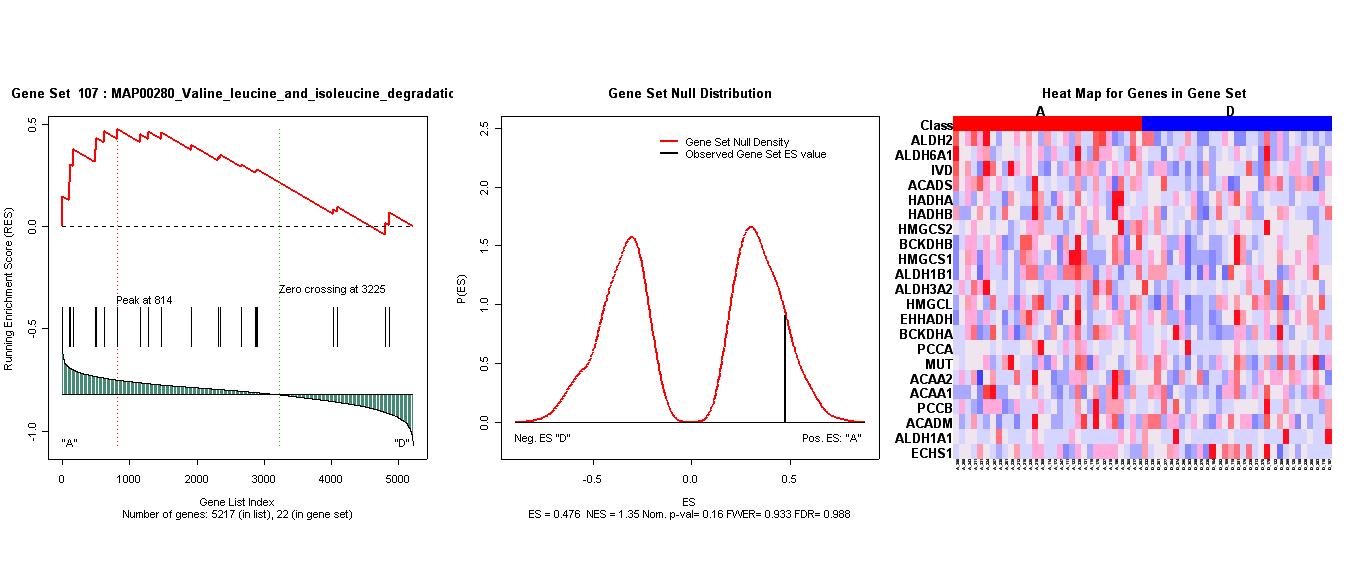 Gene Set 107 : MAP00280_Valine_leucine_and_isoleucine_degradatic
Running Enrichment Score (RES)
0.5
0.0
-0.5
-1.0
Peak at 814
Zero crossing at 3225
"A"
"D"
0 1000 2000 3000 4000 5000
Gene List Index
Number of genes: 5217 (in list), 22 (in gene set)
Gene Set Null Distribution
P(ES)
2.5
2.0
1.5
1.0
0.5
0.0
Gene Set Null Density
Observed Gene Set ES value
Neg. ES "D"
Pos. ES: "A"
-0.5 0.0 0.5
ES
ES = 0.476 NES = 1.35 Nom. p-val= 0.16 FWER= 0.933 FDR= 0.988
Heat Map for Genes in Gene Set
A D
Class
ALDH2
ALDH6A1
IVD
ACADS
HADHA
HADHB
HMGCS2
BCKDHB
HMGCS1
ALDH1B1
ALDH3A2
HMGCL
EHHADH
BCKDHA
PCCA
MUT
ACAA2
ACAA1
PCCB
ACADM
ALDH1A1
ECHS1